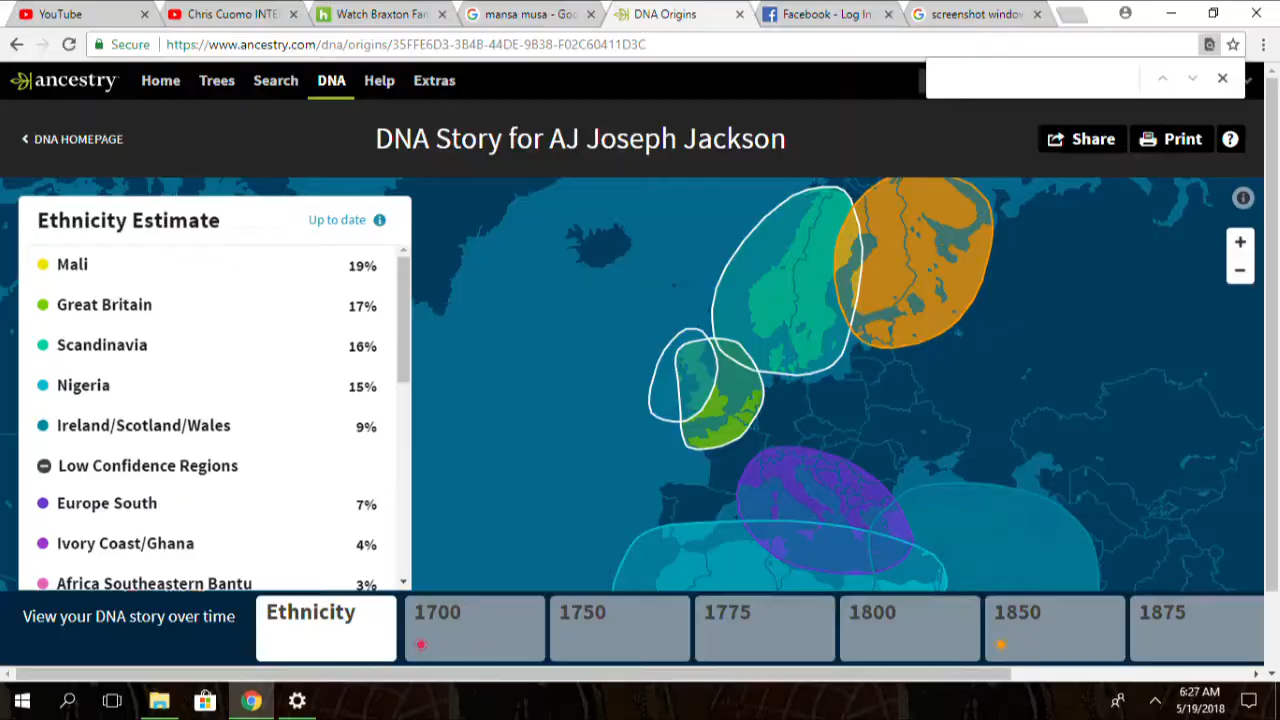 YouTube
Chris Cuomo INTE
Watch Braxton Fam
mansa musa - Goo
DNA Origins
Facebook - Log In
screenshot window
Secure https://www.ancestry.com/dna/origins/35FFE6D3-3B4B-44DE-9B38-F02C60411D3C
ancestry Home Trees Search DNA Help Extras
DNA HOMEPAGE
DNA Story for AJ Joseph Jackson
Share
Print
?
Ethnicity Estimate
Up to date
Mali 19%
Great Britain 17%
Scandinavia 16%
Nigeria 15%
Ireland/Scotland/Wales 9%
Low Confidence Regions
Europe South 7%
Ivory Coast/Ghana 4%
Africa Southeastern Bantu 3%
+
−
View your DNA story over time
Ethnicity
1700
1750
1775
1800
1850
1875
6:27 AM
5/19/2018